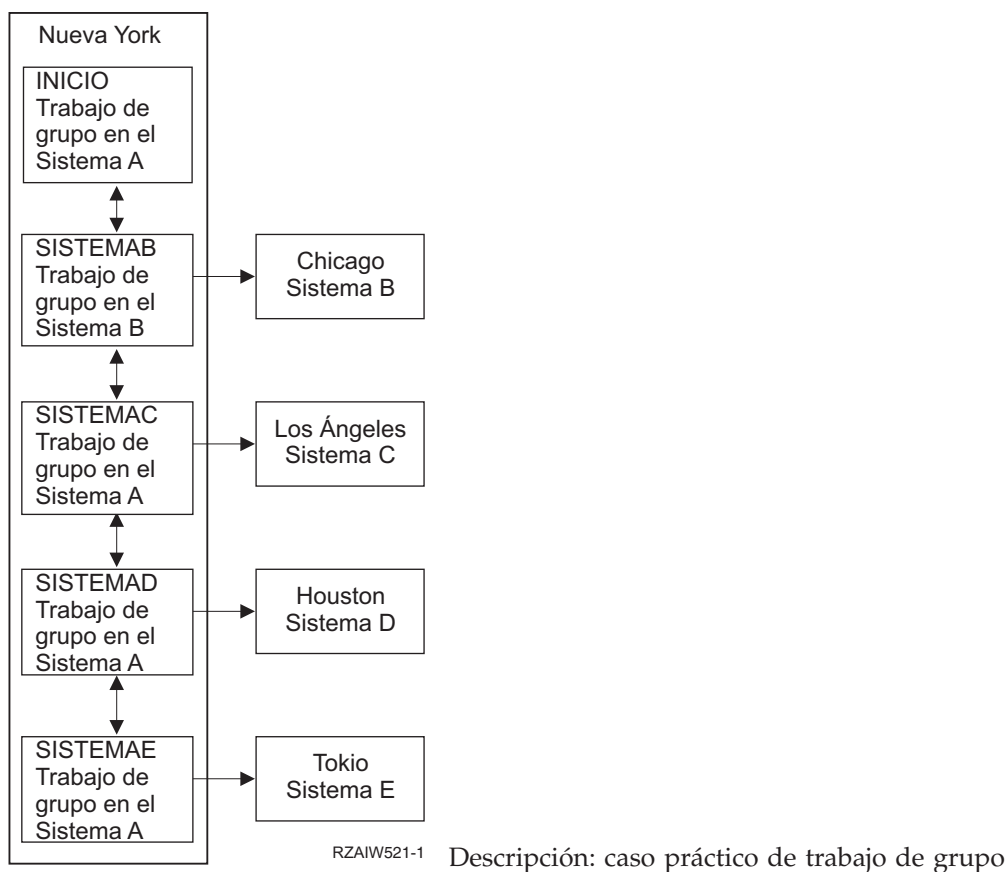 Nueva York
INICIO
Trabajo de
grupo en el
Sistema A
SISTEMAB
Trabajo de
grupo en el
Sistema B
Chicago
Sistema B
SISTEMAC
Trabajo de
grupo en el
Sistema A
Los Ángeles
Sistema C
SISTEMAD
Trabajo de
grupo en el
Sistema A
Houston
Sistema D
SISTEMAE
Trabajo de
grupo en el
Sistema A
Tokio
Sistema E
RZAIW521-1
Descripción: caso práctico de trabajo de grupo